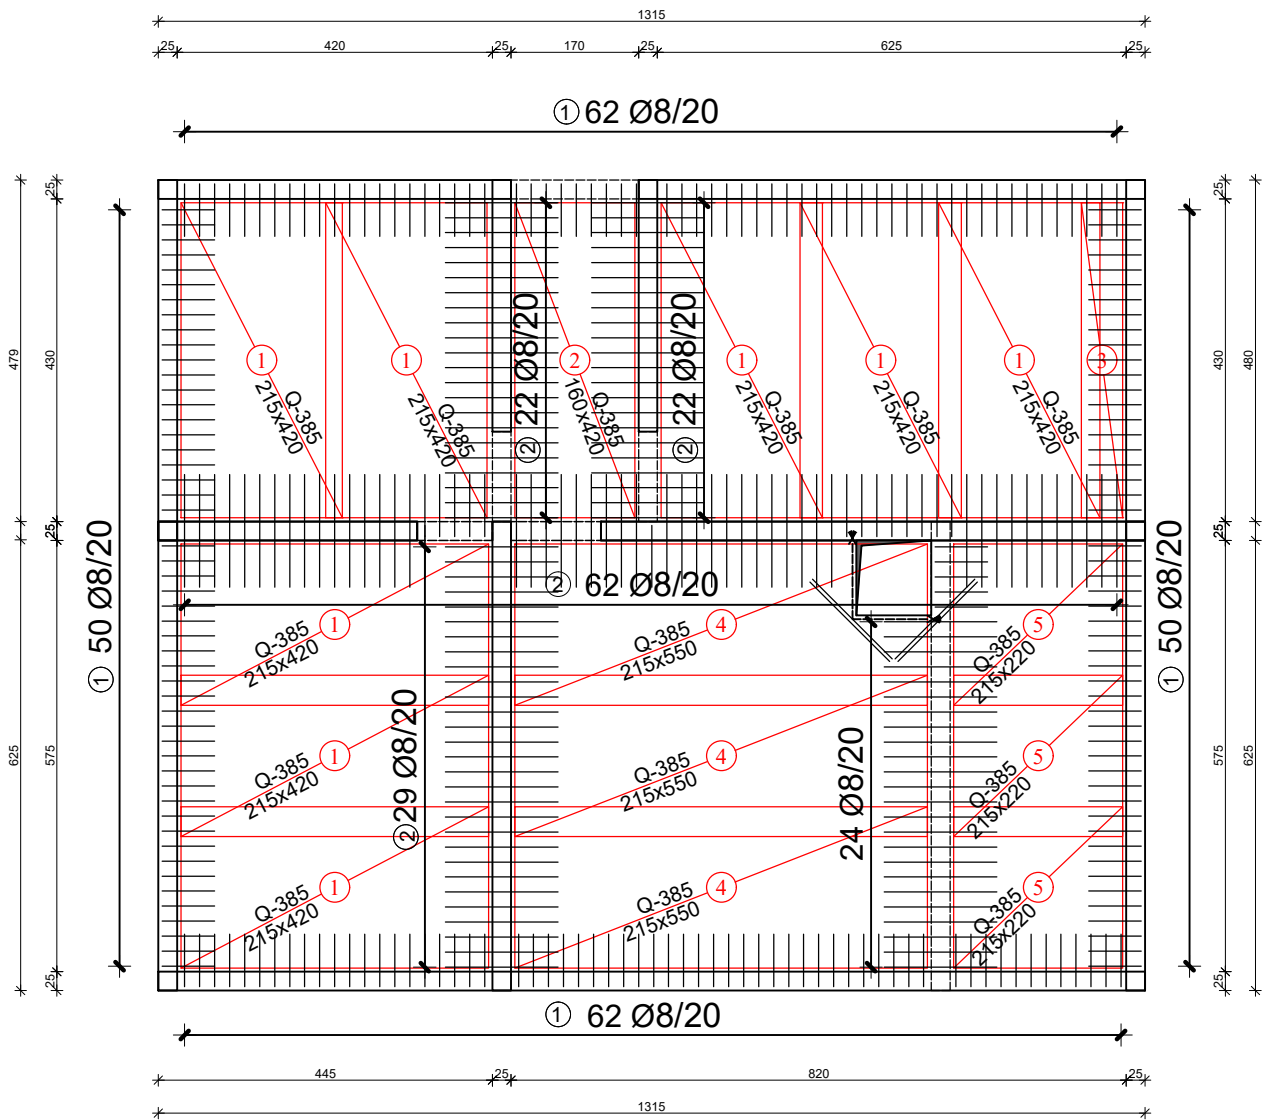 1315
25 420 25 170 25 625 25
① 62 Ø8/20
25 25
479 430 430 480
② 22 Ø8/20
② 22 Ø8/20
1 Q-385 215x420
1 Q-385 215x420
2 Q-385 160x420
1 Q-385 215x420
1 Q-385 215x420
1 Q-385 215x420
3
25 25
① 50 Ø8/20
① 50 Ø8/20
② 62 Ø8/20
1 Q-385 215x420
4 Q-385 215x550
5 Q-385 215x220
625 575 575 625
② 29 Ø8/20
24 Ø8/20
1 Q-385 215x420
4 Q-385 215x550
5 Q-385 215x220
1 Q-385 215x420
4 Q-385 215x550
5 Q-385 215x220
25 25
① 62 Ø8/20
445 25 820 25
1315